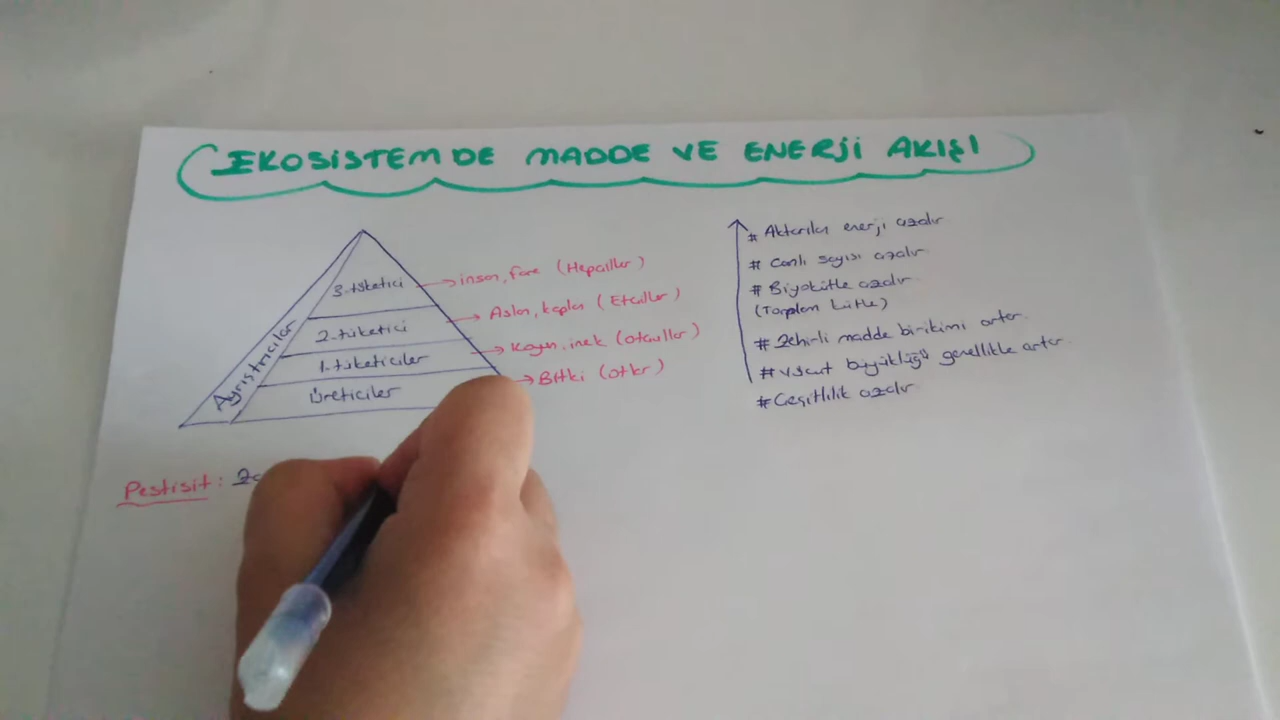 EKOSİSTEMDE MADDE VE ENERJİ AKIŞI
3. tüketici
2. tüketici
1. tüketiciler
Üreticiler
Ayrıştırıcılar
insan, fare (Hepçiller)
Aslan, kaplan (Etçiller)
Koyun, inek (otçullar)
Bitki (otlar)
# Aktarılan enerji azalır
# Canlı sayısı azalır
# Biyokütle azalır
(Toplam kütle)
# Zehirli madde birikimi artar
# Vücut büyüklüğü genellikle artar
# Çeşitlilik azalır
Pestisit :